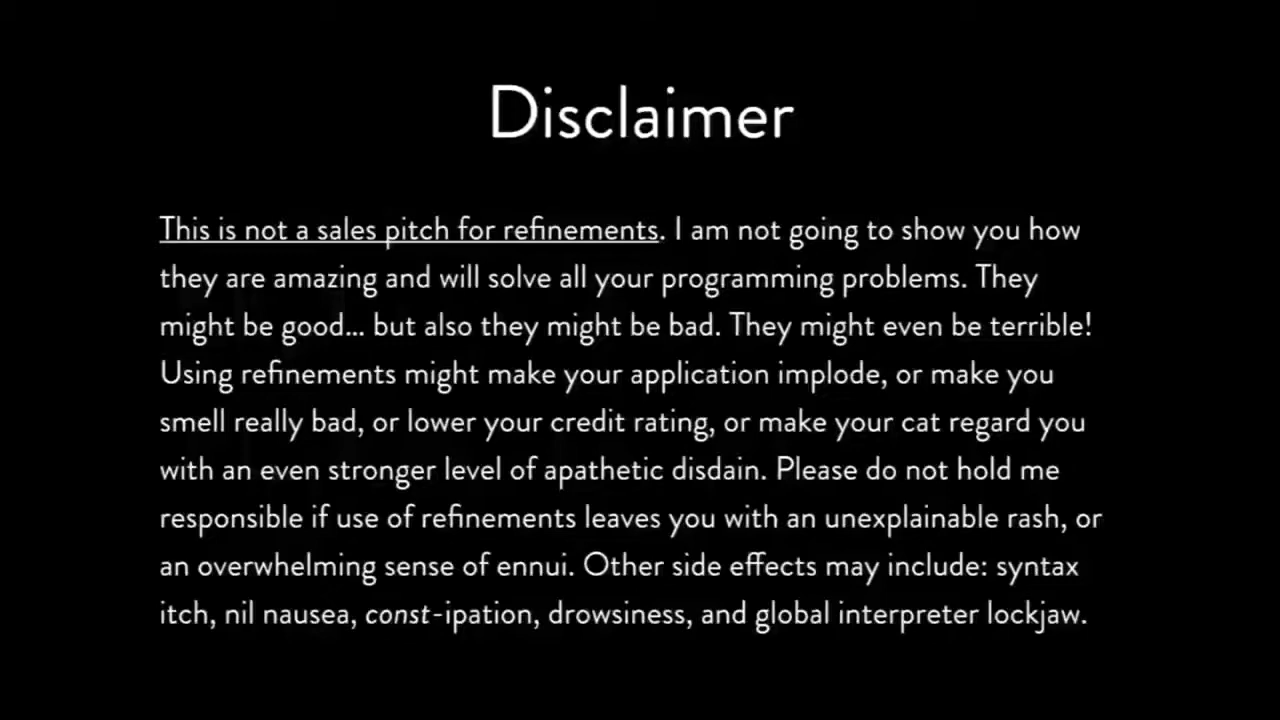 Disclaimer
This is not a sales pitch for refinements. I am not going to show you how
they are amazing and will solve all your programming problems. They
might be good... but also they might be bad. They might even be terrible!
Using refinements might make your application implode, or make you
smell really bad, or lower your credit rating, or make your cat regard you
with an even stronger level of apathetic disdain. Please do not hold me
responsible if use of refinements leaves you with an unexplainable rash, or
an overwhelming sense of ennui. Other side effects may include: syntax
itch, nil nausea, const-ipation, drowsiness, and global interpreter lockjaw.